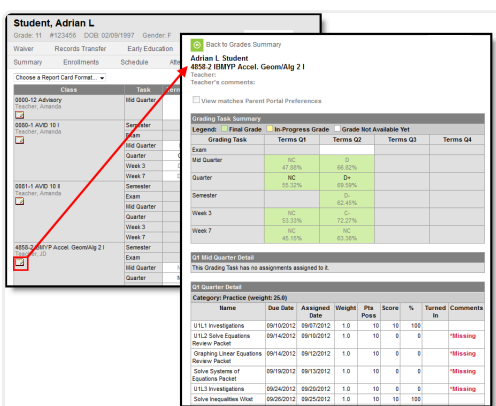 Student, Adrian L
Grade: 11 #123456 DOB: 02/09/1997 Gender: F
Waiver Records Transfer Early Education
Summary Enrollments Schedule
Choose a Report Card Format...
Class Task
0000-12 Advisory Mid Quarter
Teacher, Amanda
0080-1 AVID 10 I Semester
Teacher, Amanda
Exam
Mid Quarter
Quarter
Week 3
Week 7
0081-1 AVID 10 II Semester
Teacher, Amanda
Exam
Mid Quarter
Quarter
Week 3
Week 7
4858-2 IBMYP Accel. Geom/Alg 2 I Semester
Teacher, JD
Exam
Mid Quarter
Quarter
Back to Grades Summary
Adrian L Student
4858-2 IBMYP Accel. Geom/Alg 2 I
Teacher:
Teacher's comments:
View matches Parent Portal Preferences
Grading Task Summary
Legend: Final Grade In-Progress Grade Grade Not Available Yet
Grading Task Terms Q1 Terms Q2 Terms Q3 Terms Q4
Exam
Mid Quarter NC D
47.88%
Quarter NC D+
55.32% 69.59%
Semester D-
62.45%
Week 3 NC C-
53.33% 72.27%
Week 7 NC NC
45.15% 63.38%
Q1 Mid Quarter Detail
This Grading Task has no assignments assigned to it.
Q1 Quarter Detail
Category: Practice (weight: 25.0)
Name Due Date Assigned Date Weight Pts Poss Score % Turned In Comments
U1L1 Investigations 09/10/2012 09/07/2012 1.0 10 10 100
U1L2 Solve Equations Review Packet 09/14/2012 09/10/2012 1.0 10 0 0 *Missing
Graphing Linear Equations Review Packet 09/14/2012 09/12/2012 1.0 10 0 0 *Missing
Solve Systems of Equations Packet 09/19/2012 09/13/2012 1.0 10 0 0 *Missing
U1L3 Investigations 09/24/2012 09/20/2012 1.0 10 0 0 *Missing
Solve Inequalities Wkst 09/26/2012 09/25/2012 1.0 10 10 100